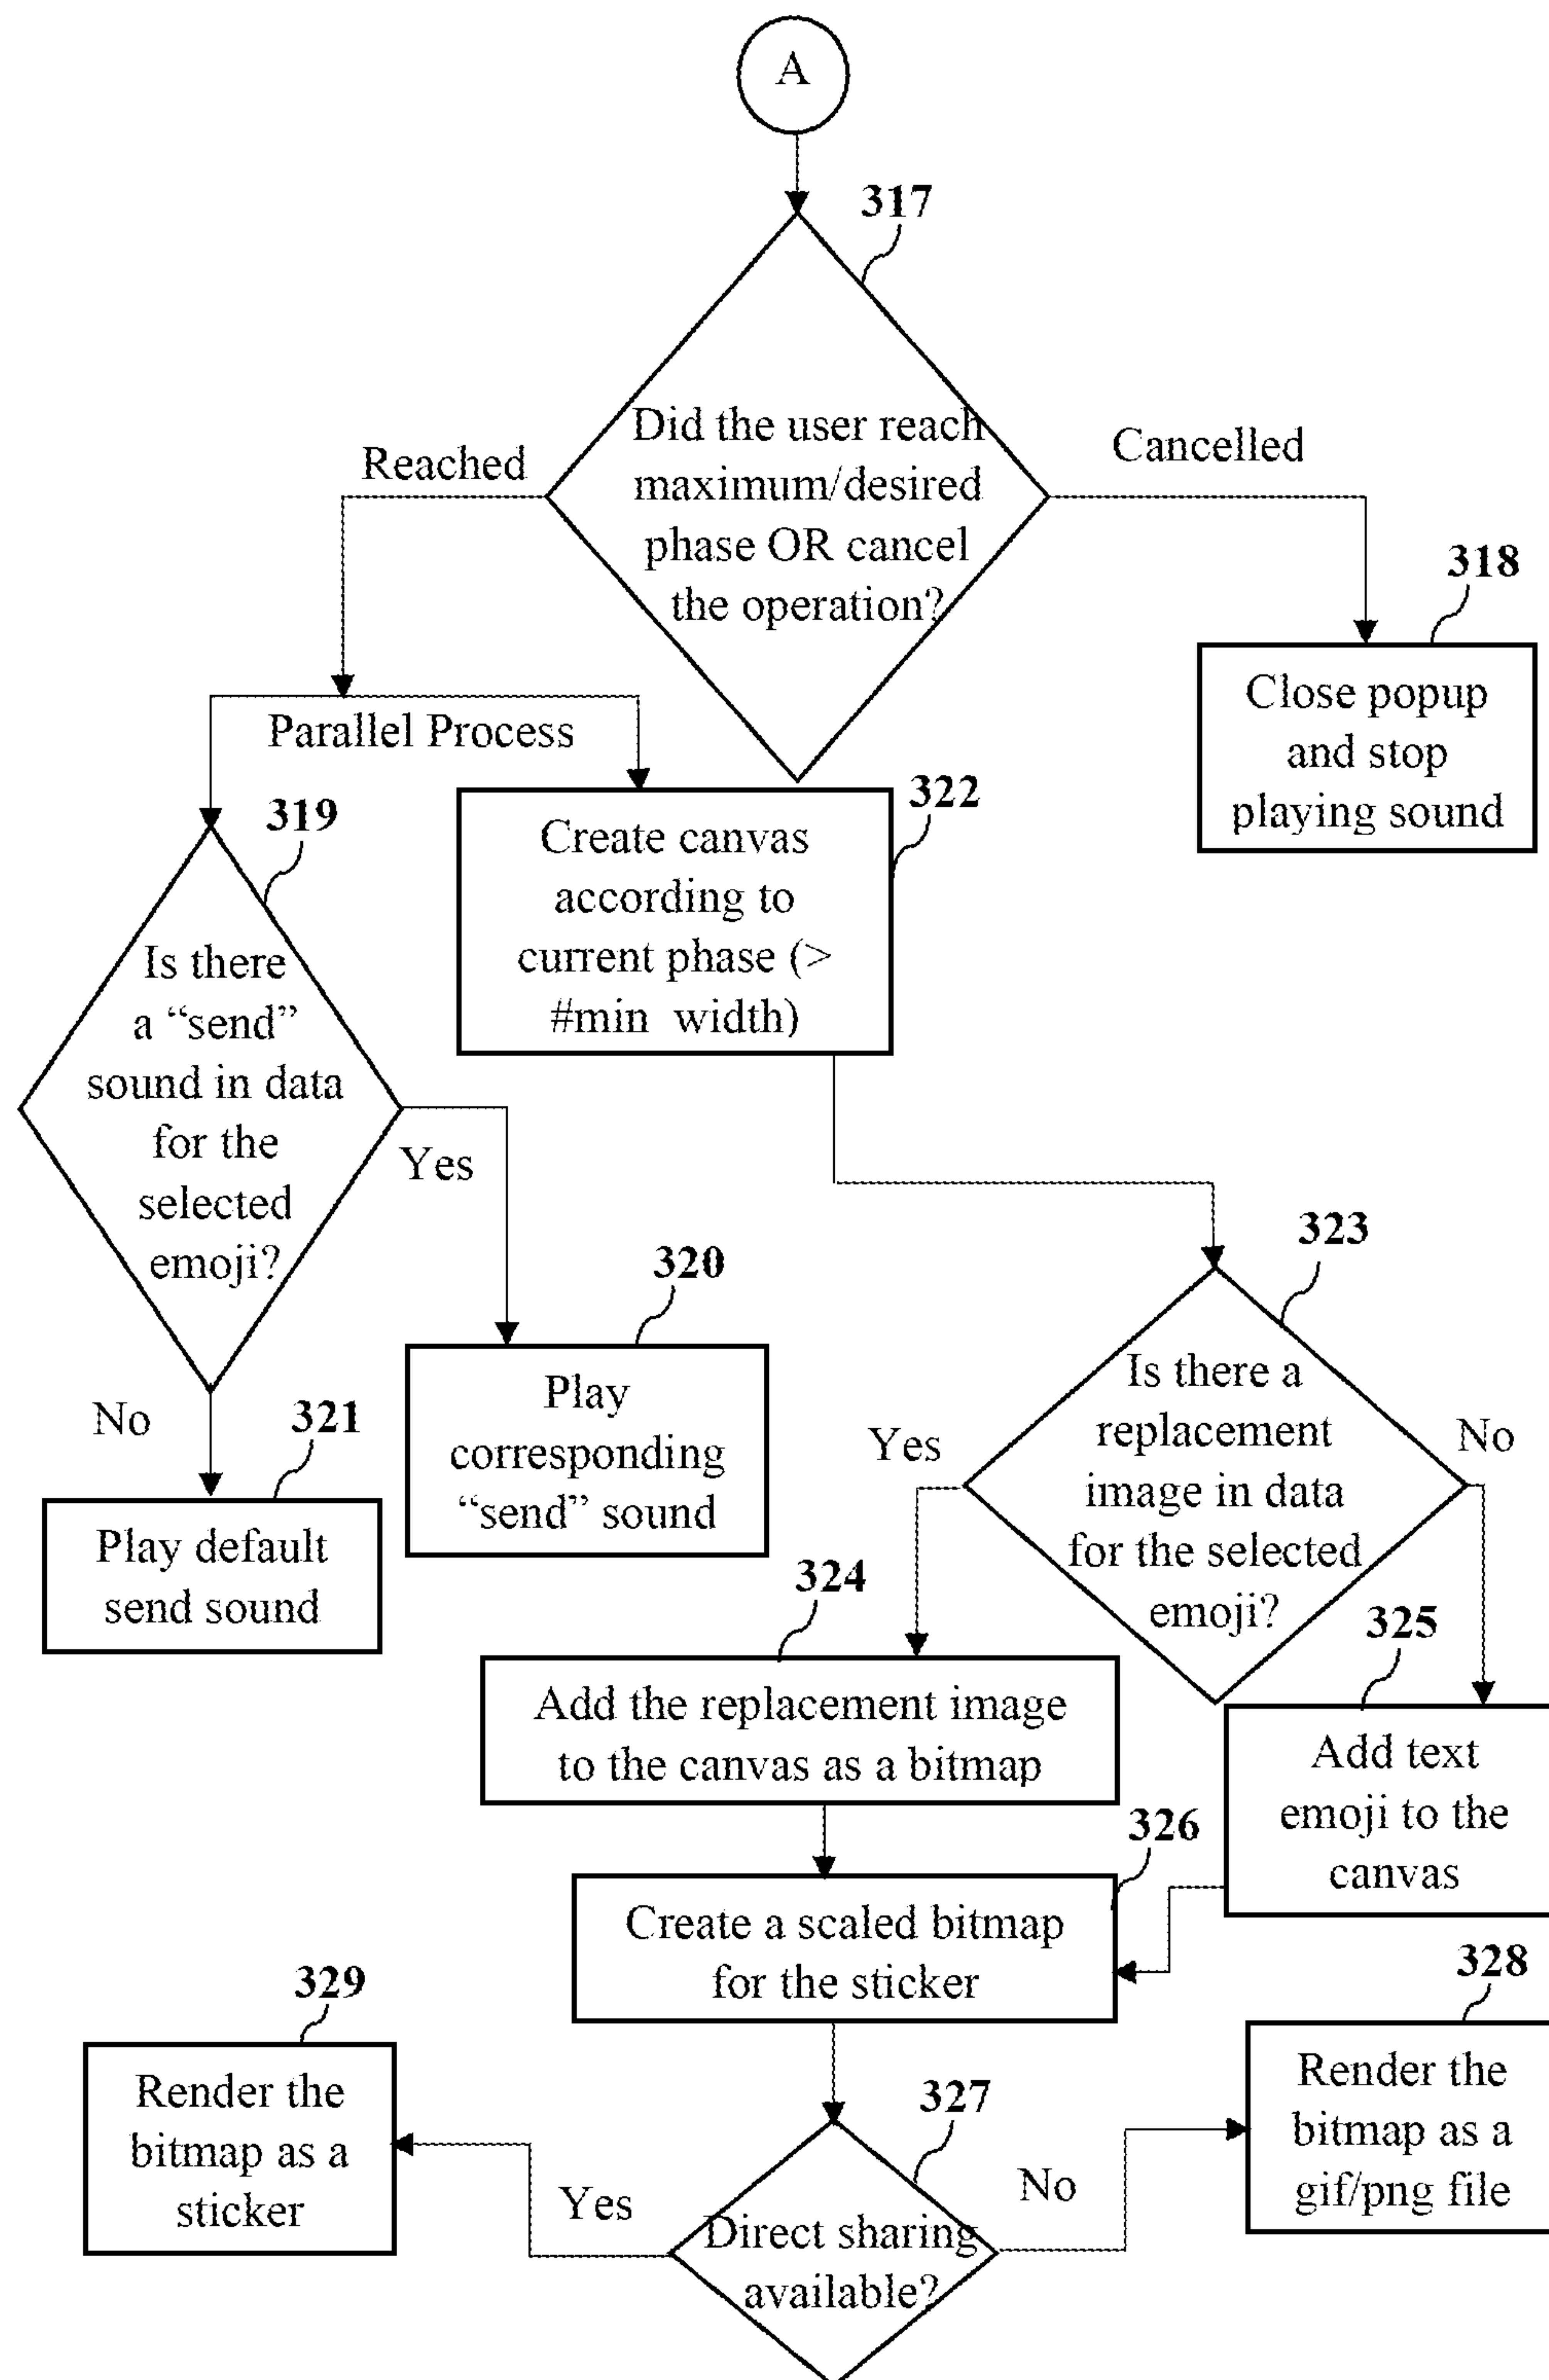 A
317
Did the user reach
maximum/desired
phase OR cancel
the operation?
Reached
Cancelled
318
Close popup
and stop
playing sound
Parallel Process
319
Is there
a “send”
sound in data
for the
selected
emoji?
322
Create canvas
according to
current phase (>
#min width)
Yes
320
Play
corresponding
“send” sound
No
321
Play default
send sound
323
Is there a
replacement
image in data
for the selected
emoji?
Yes
No
324
Add the replacement image
to the canvas as a bitmap
325
Add text
emoji to the
canvas
326
Create a scaled bitmap
for the sticker
327
Direct sharing
available?
Yes
No
329
Render the
bitmap as a
sticker
328
Render the
bitmap as a
gif/png file